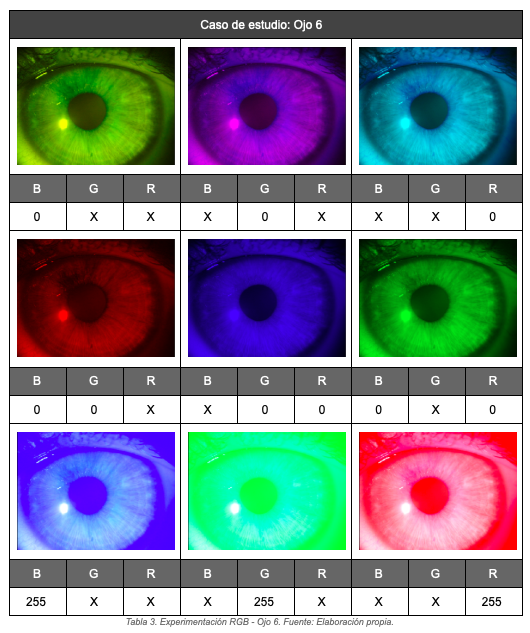 Caso de estudio: Ojo 6
B G R B G R B G R
0 X X X 0 X X X 0
B G R B G R B G R
0 0 X X 0 0 0 X 0
B G R B G R B G R
255 X X X 255 X X X 255
Tabla 3. Experimentación RGB - Ojo 6. Fuente: Elaboración propia.